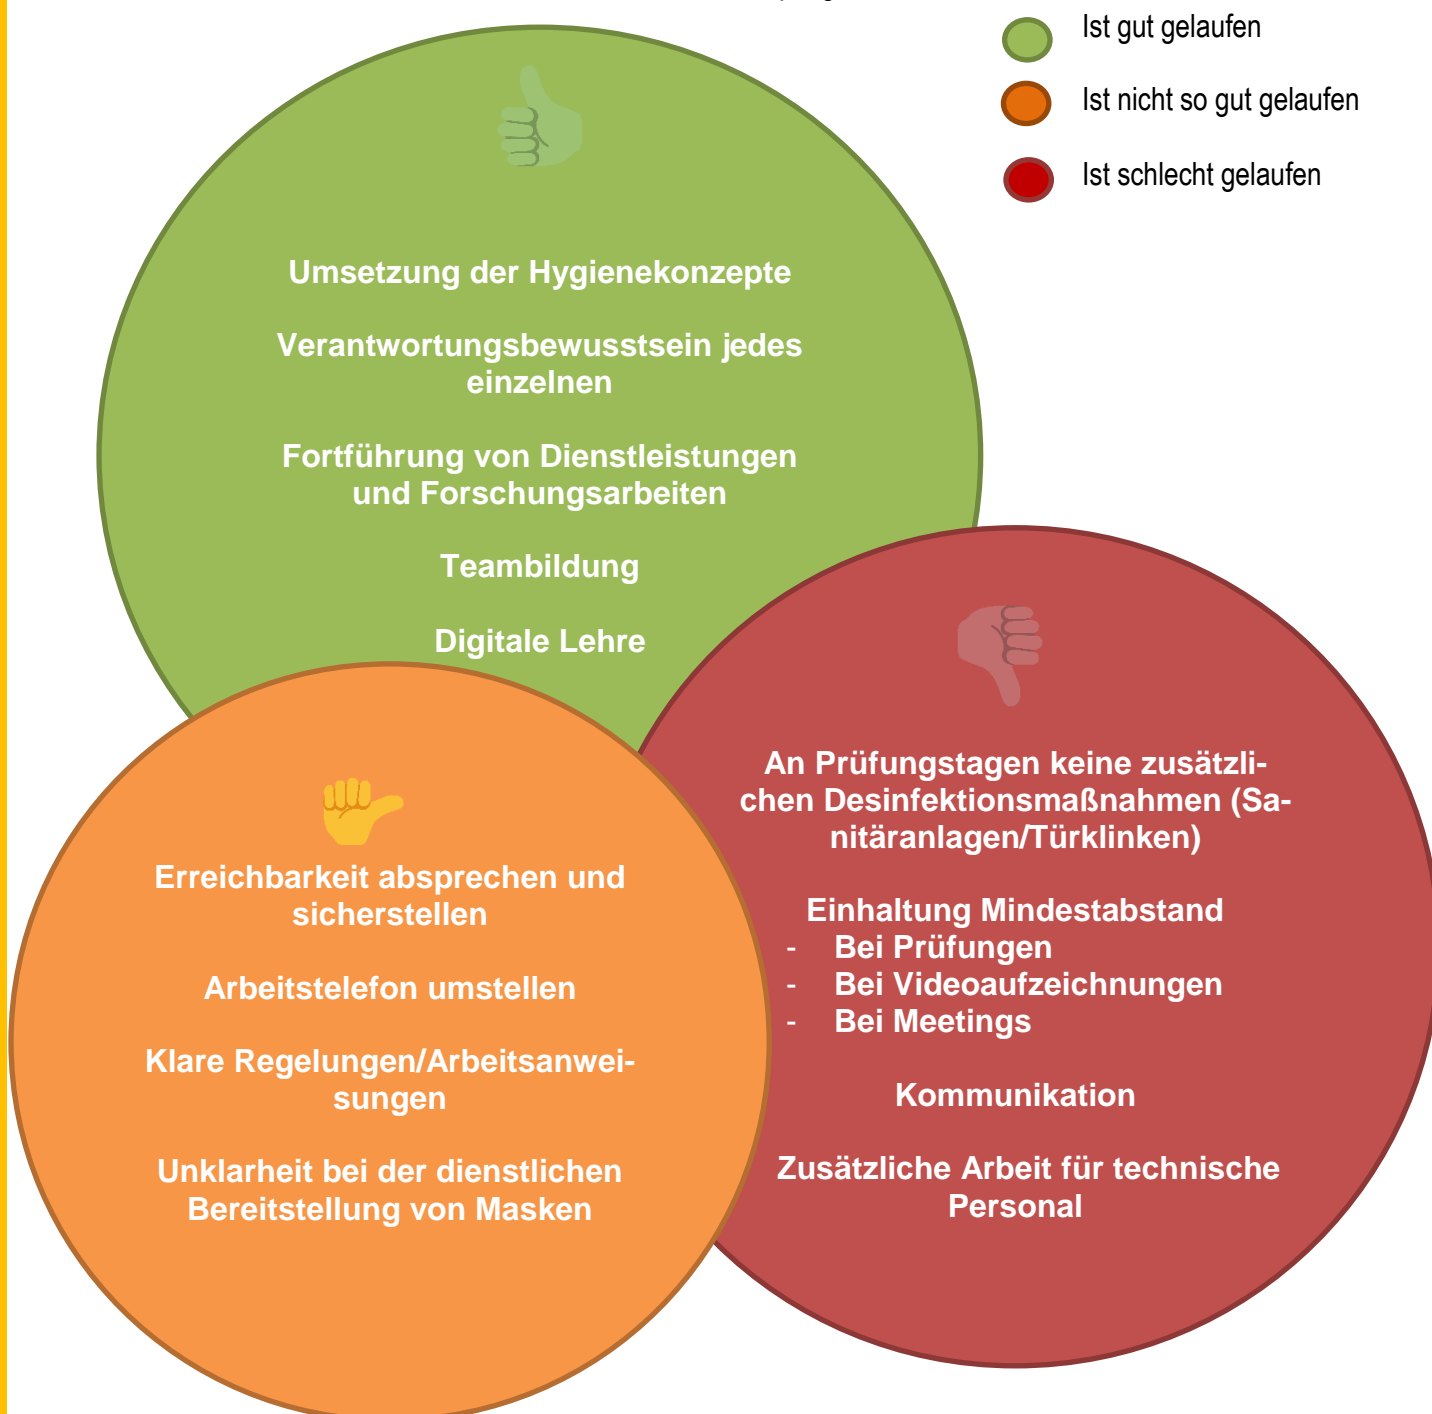 Ist gut gelaufen
Ist nicht so gut gelaufen
Ist schlecht gelaufen
Umsetzung der Hygienekonzepte
Verantwortungsbewusstsein jedes
einzelnen
Fortführung von Dienstleistungen
und Forschungsarbeiten
Teambildung
Digitale Lehre
Erreichbarkeit absprechen und
sicherstellen
Arbeitstelefon umstellen
Klare Regelungen/Arbeitsanwei-
sungen
Unklarheit bei der dienstlichen
Bereitstellung von Masken
An Prüfungstagen keine zusätzli-
chen Desinfektionsmaßnahmen (Sa-
nitäranlagen/Türklinken)
Einhaltung Mindestabstand
- Bei Prüfungen
- Bei Videoaufzeichnungen
- Bei Meetings
Kommunikation
Zusätzliche Arbeit für technische
Personal